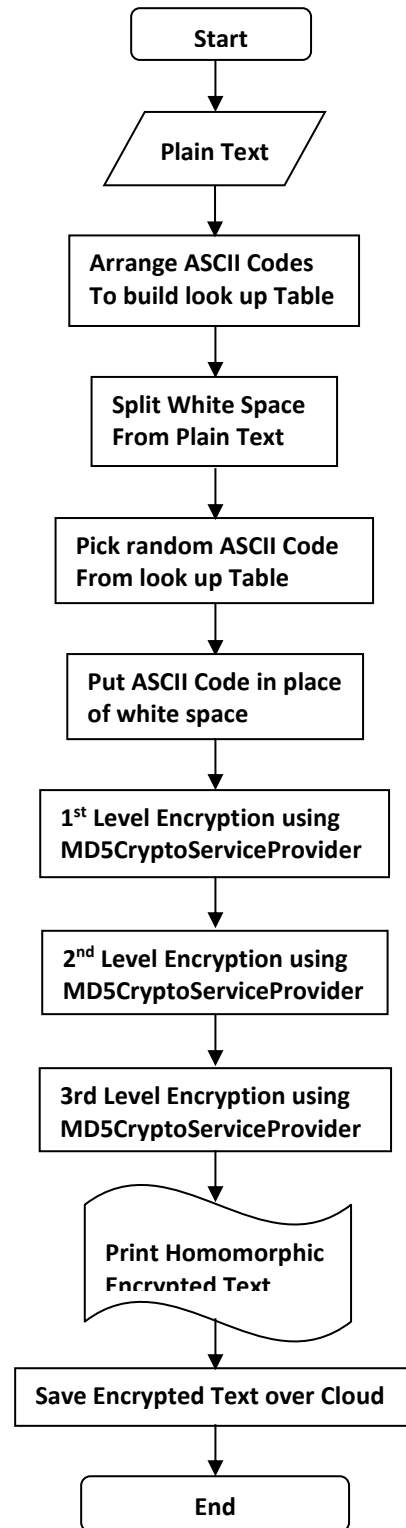 Start
Plain Text
Arrange ASCII Codes
To build look up Table
Split White Space
From Plain Text
Pick random ASCII Code
From look up Table
Put ASCII Code in place
of white space
1st Level Encryption using
MD5CryptoServiceProvider
2nd Level Encryption using
MD5CryptoServiceProvider
3rd Level Encryption using
MD5CryptoServiceProvider
Print Homomorphic
Encrypted Text
Save Encrypted Text over Cloud
End